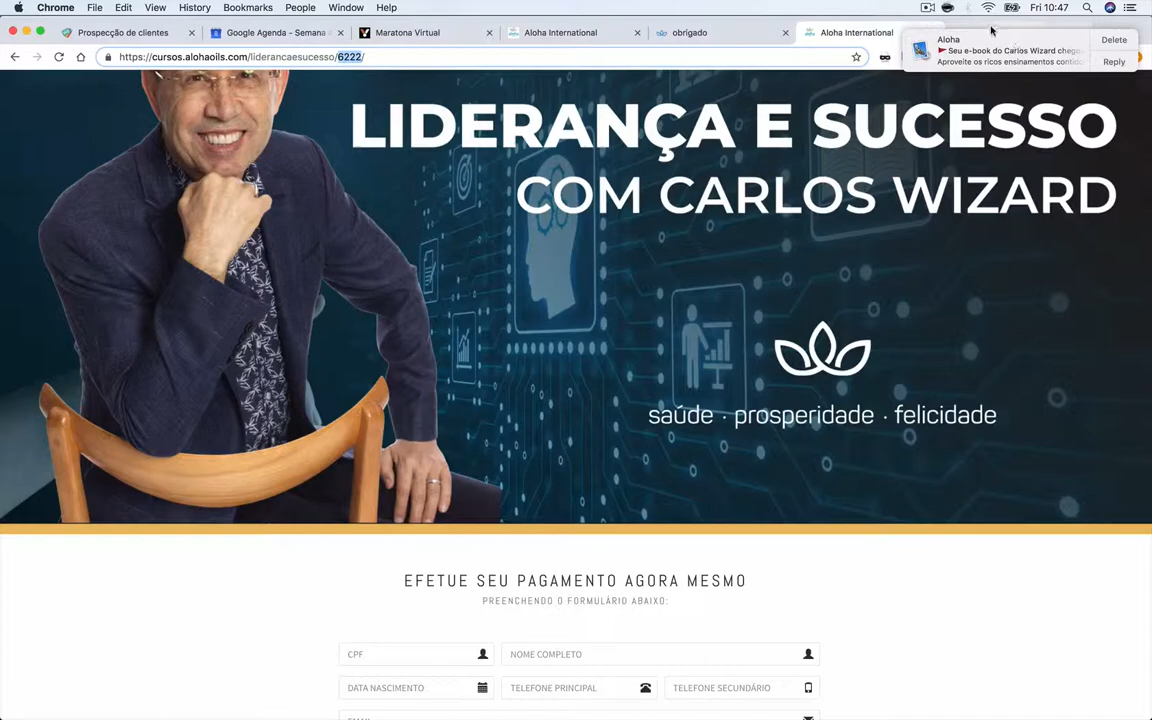 Chrome File Edit View History Bookmarks People Window Help Fri 10:47
Prospecção de clientes Google Agenda - Semana Maratona Virtual Aloha International obrigado Aloha International
https://cursos.alohaoils.com/liderancaesucesso/6222/
Aloha
Seu e-book do Carlos Wizard
Aproveite os ricos ensinamentos
Delete
Reply
LIDERANÇA E SUCESSO
COM CARLOS WIZARD
saúde · prosperidade · felicidade
EFETUE SEU PAGAMENTO AGORA MESMO
PREENCHENDO O FORMULÁRIO ABAIXO:
CPF NOME COMPLETO
DATA NASCIMENTO TELEFONE PRINCIPAL TELEFONE SECUNDÁRIO